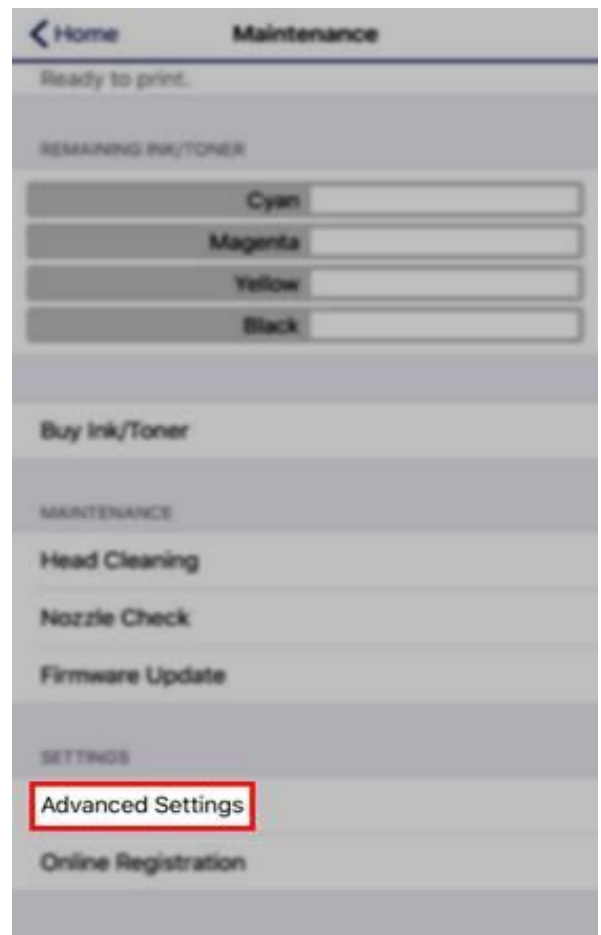 Home Maintenance
Ready to print.
REMAINING INK/TONER
Cyan
Magenta
Yellow
Black
Buy Ink/Toner
MAINTENANCE
Head Cleaning
Nozzle Check
Firmware Update
SETTINGS
Advanced Settings
Online Registration